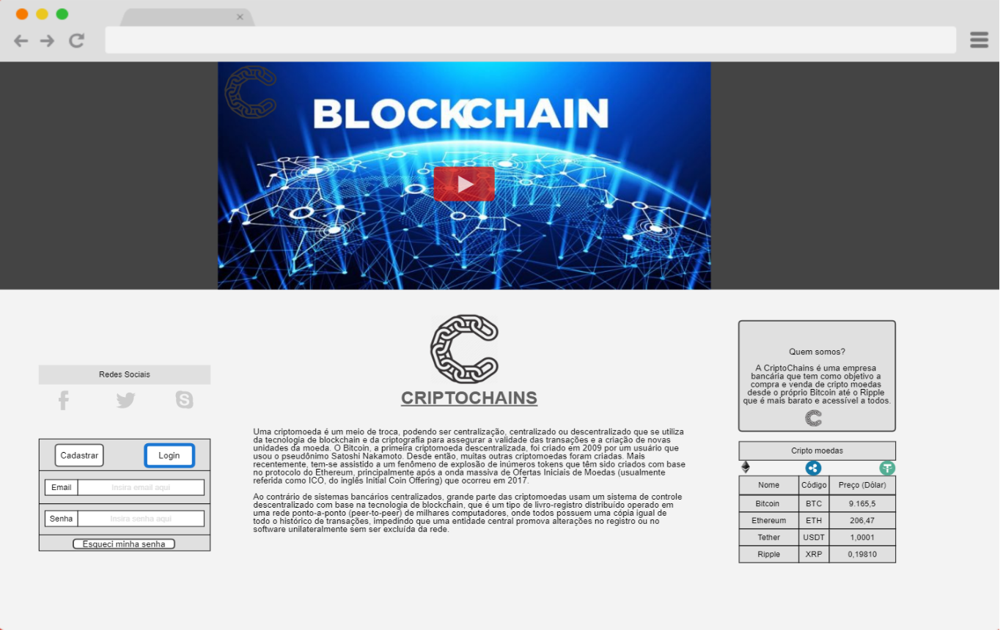 BLOCKCHAIN
Redes Sociais
Cadastrar
Login
Email
Insira email aqui
Senha
Insira senha aqui
Esqueci minha senha
CRIPTOCHAINS
Uma criptomoeda é um meio de troca, podendo ser centralização, centralizado ou descentralizado que se utiliza
da tecnologia de blockchain e da criptografia para assegurar a validade das transações e a criação de novas
unidades da moeda. O Bitcoin, a primeira criptomoeda descentralizada, foi criado em 2009 por um usuário que
usou o pseudônimo Satoshi Nakamoto. Desde então, muitas outras criptomoedas foram criadas. Mais
recentemente, tem-se assistido a um fenômeno de explosão de inúmeros tokens que têm sido criados com base
no protocolo do Ethereum, principalmente após a onda massiva de Ofertas Iniciais de Moedas (usualmente
referida como ICO, do inglês Initial Coin Offering) que ocorreu em 2017.
Ao contrário de sistemas bancários centralizados, grande parte das criptomoedas usam um sistema de controle
descentralizado com base na tecnologia de blockchain, que é um tipo de livro-registro distribuído operado em
uma rede ponto-a-ponto (peer-to-peer) de milhares computadores, onde todos possuem uma cópia igual de
todo o histórico de transações, impedindo que uma entidade central promova alterações no registro ou no
software unilateralmente sem ser excluída da rede.
Quem somos?
A CriptoChains é uma empresa
bancária que tem como objetivo a
compra e venda de cripto moedas
desde o próprio Bitcoin até o Ripple
que é mais barato e acessível a todos.
Cripto moedas
Nome Código Preço (Dólar)
Bitcoin BTC 9.165,5
Ethereum ETH 206,47
Tether USDT 1,0001
Ripple XRP 0,19810